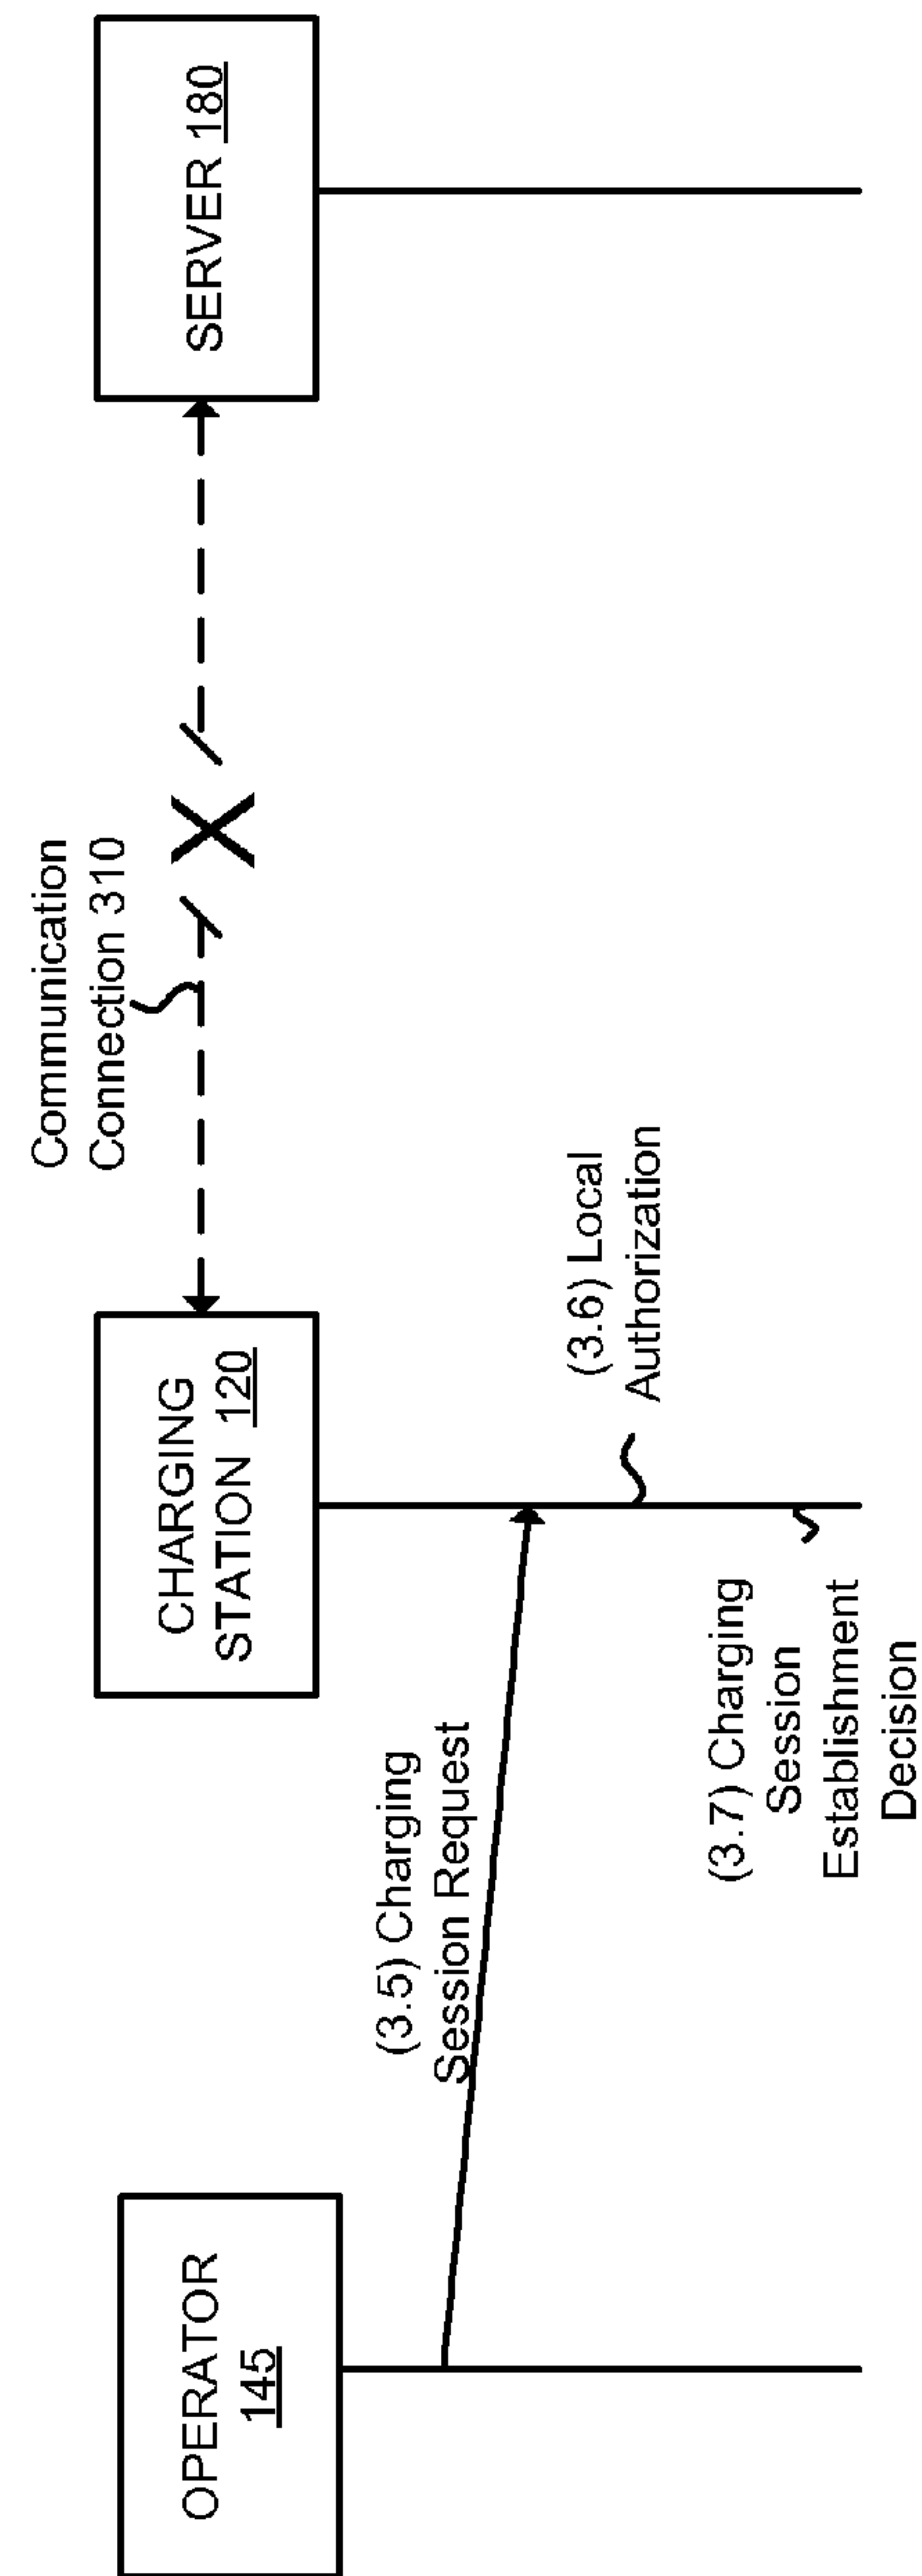 OPERATOR
145
CHARGING
STATION 120
Communication
Connection 310
SERVER 180
(3.5) Charging
Session Request
(3.6) Local
Authorization
(3.7) Charging
Session
Establishment
Decision